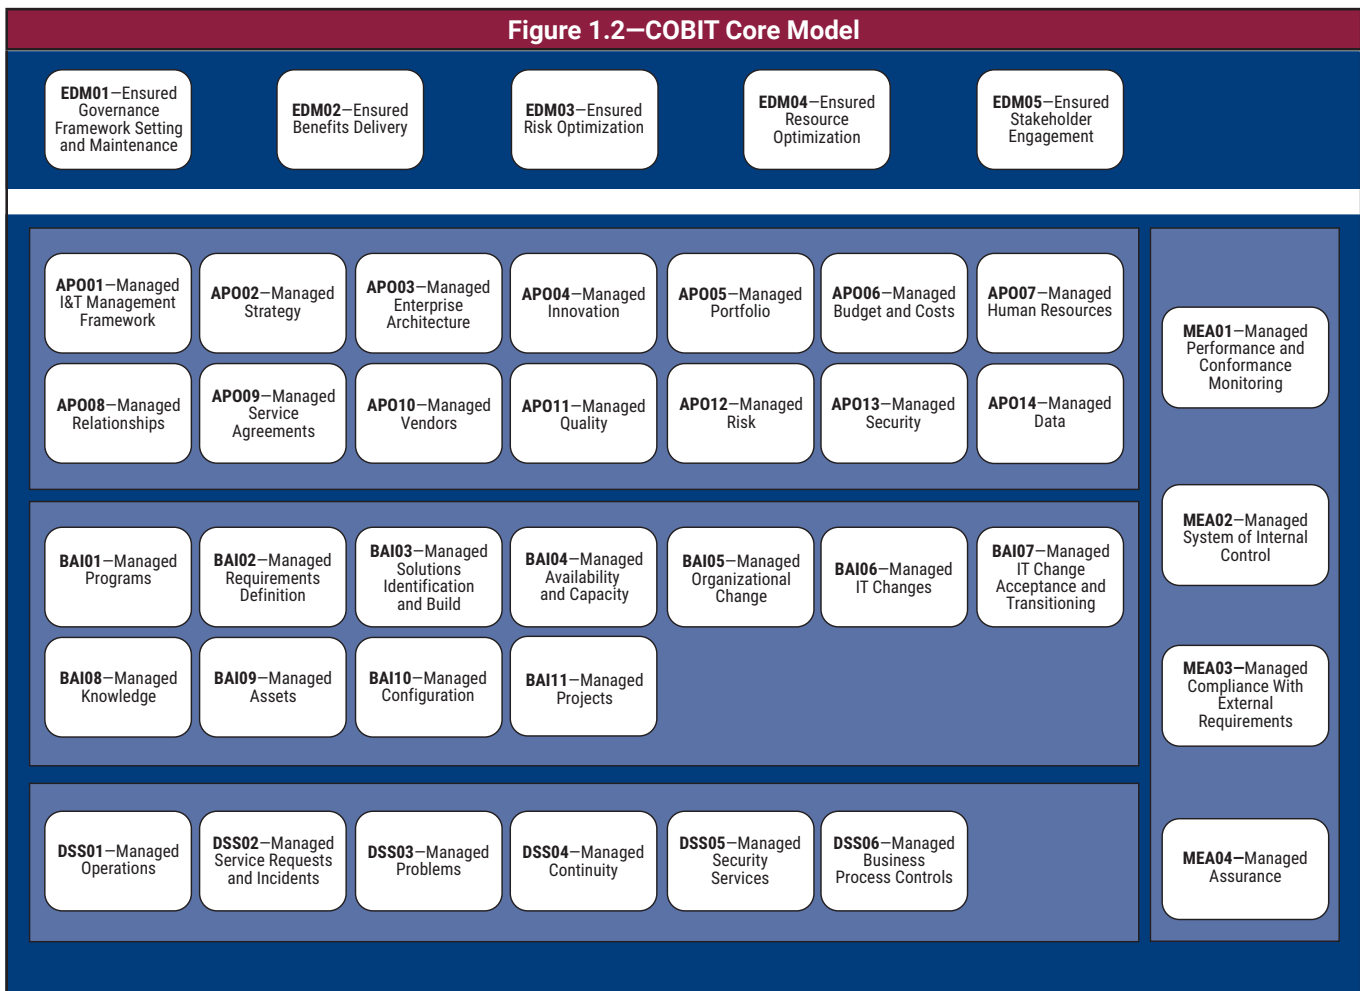 Figure 1.2—COBIT Core Model
EDM01—Ensured
Governance
Framework Setting
and Maintenance
EDM02—Ensured
Benefits Delivery
EDM03—Ensured
Risk Optimization
EDM04—Ensured
Resource
Optimization
EDM05—Ensured
Stakeholder
Engagement
APO01—Managed
I&T Management
Framework
APO02—Managed
Strategy
APO03—Managed
Enterprise
Architecture
APO04—Managed
Innovation
APO05—Managed
Portfolio
APO06—Managed
Budget and Costs
APO07—Managed
Human Resources
APO08—Managed
Relationships
APO09—Managed
Service
Agreements
APO10—Managed
Vendors
APO11—Managed
Quality
APO12—Managed
Risk
APO13—Managed
Security
APO14—Managed
Data
BAI01—Managed
Programs
BAI02—Managed
Requirements
Definition
BAI03—Managed
Solutions
Identification
and Build
BAI04—Managed
Availability
and Capacity
BAI05—Managed
Organizational
Change
BAI06—Managed
IT Changes
BAI07—Managed
IT Change
Acceptance and
Transitioning
BAI08—Managed
Knowledge
BAI09—Managed
Assets
BAI10—Managed
Configuration
BAI11—Managed
Projects
DSS01—Managed
Operations
DSS02—Managed
Service Requests
and Incidents
DSS03—Managed
Problems
DSS04—Managed
Continuity
DSS05—Managed
Security
Services
DSS06—Managed
Business
Process Controls
MEA01—Managed
Performance and
Conformance
Monitoring
MEA02—Managed
System of Internal
Control
MEA03—Managed
Compliance With
External
Requirements
MEA04—Managed
Assurance